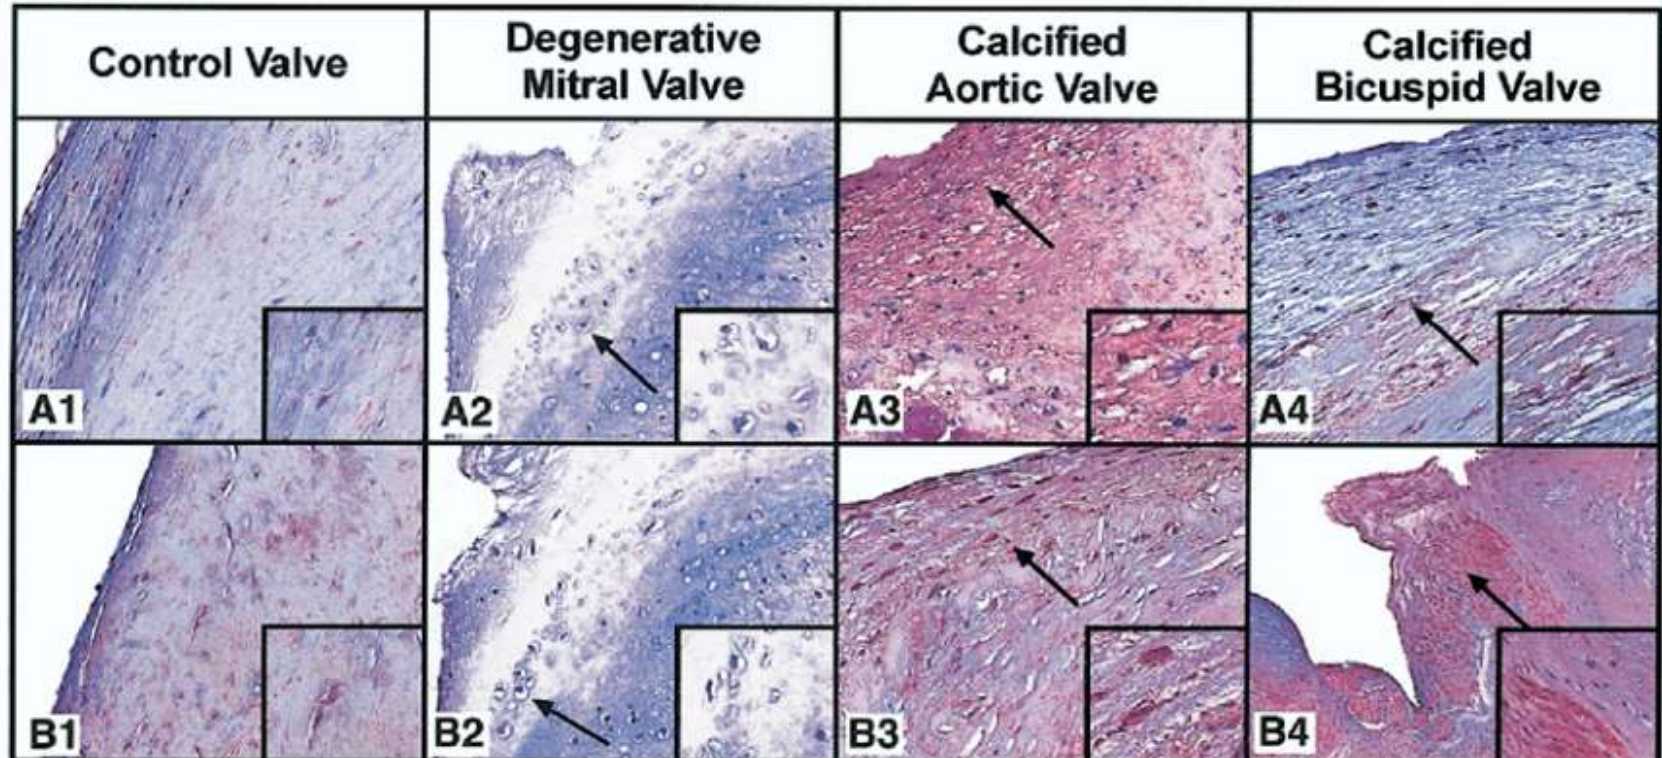 Control Valve
Degenerative
Mitral Valve
Calcified
Aortic Valve
Calcified
Bicuspid Valve
A1
A2
A3
A4
B1
B2
B3
B4